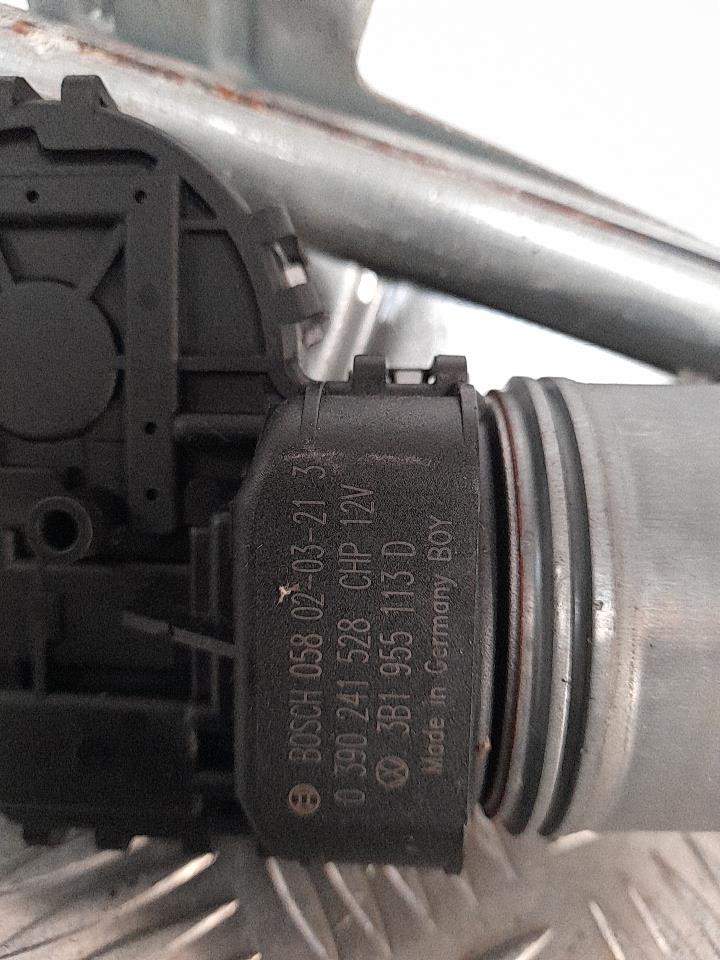 BOSCH 058 02-03-21 3
0 390 241 528 CHP 12V
3B1 955 113 D
Made in Germany BOY